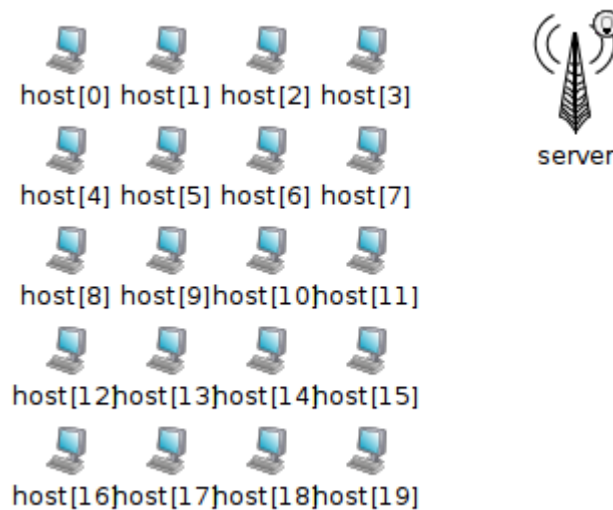 host[0] host[1] host[2] host[3]
server
host[4] host[5] host[6] host[7]
host[8] host[9] host[10] host[11]
host[12] host[13] host[14] host[15]
host[16] host[17] host[18] host[19]